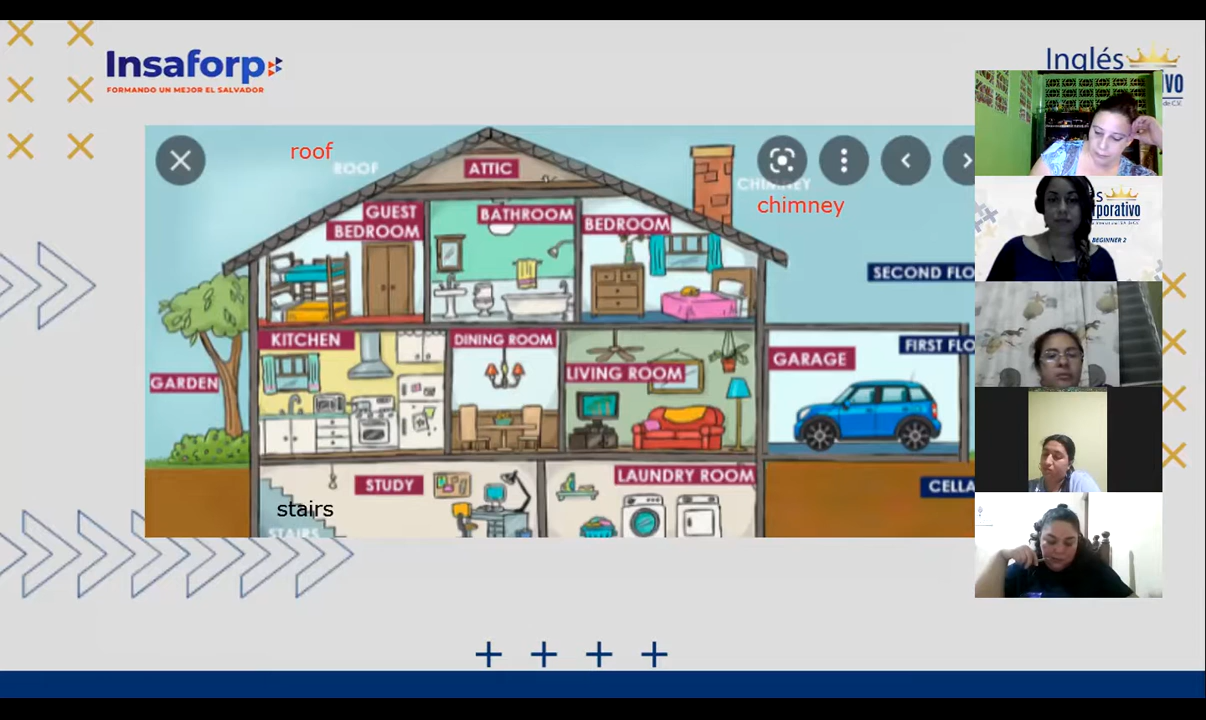 Insaforp
FORMANDO UN MEJOR EL SALVADOR
Inglés
roof
ROOF
ATTIC
CHIMNEY
chimney
GUEST
BEDROOM
BATHROOM
BEDROOM
SECOND FLO
KITCHEN
DINING ROOM
LIVING ROOM
GARAGE
FIRST FLO
GARDEN
STUDY
LAUNDRY ROOM
CELLA
stairs
STAIRS
rporativo
BEGINNER 2